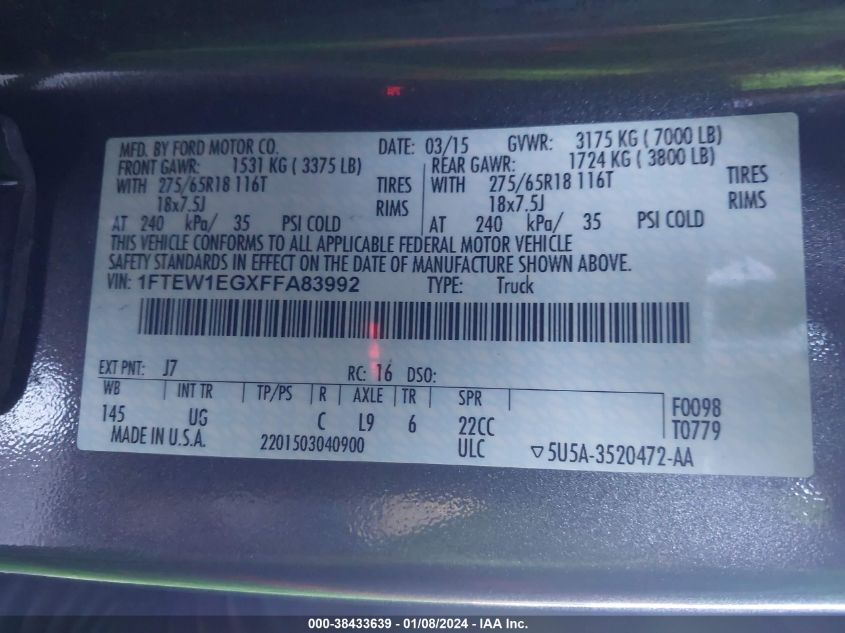 MFD. BY FORD MOTOR CO. DATE: 03/15 GVWR: 3175 KG ( 7000 LB)
FRONT GAWR: 1531 KG ( 3375 LB) REAR GAWR: 1724 KG ( 3800 LB)
WITH 275/65R18 116T TIRES WITH 275/65R18 116T TIRES
18x7.5J RIMS 18x7.5J RIMS
AT 240 kPa/ 35 PSI COLD AT 240 kPa/ 35 PSI COLD
THIS VEHICLE CONFORMS TO ALL APPLICABLE FEDERAL MOTOR VEHICLE
SAFETY STANDARDS IN EFFECT ON THE DATE OF MANUFACTURE SHOWN ABOVE.
VIN: 1FTEW1EGXFFA83992 TYPE: Truck
EXT PNT: J7 RC: 16 DSO:
WB INT TR TP/PS R AXLE TR SPR
145 UG C L9 6 22CC F0098
T0779
MADE IN U.S.A. 2201503040900 ULC ▽5U5A-3520472-AA
000-38433639 - 01/08/2024 - IAA Inc.